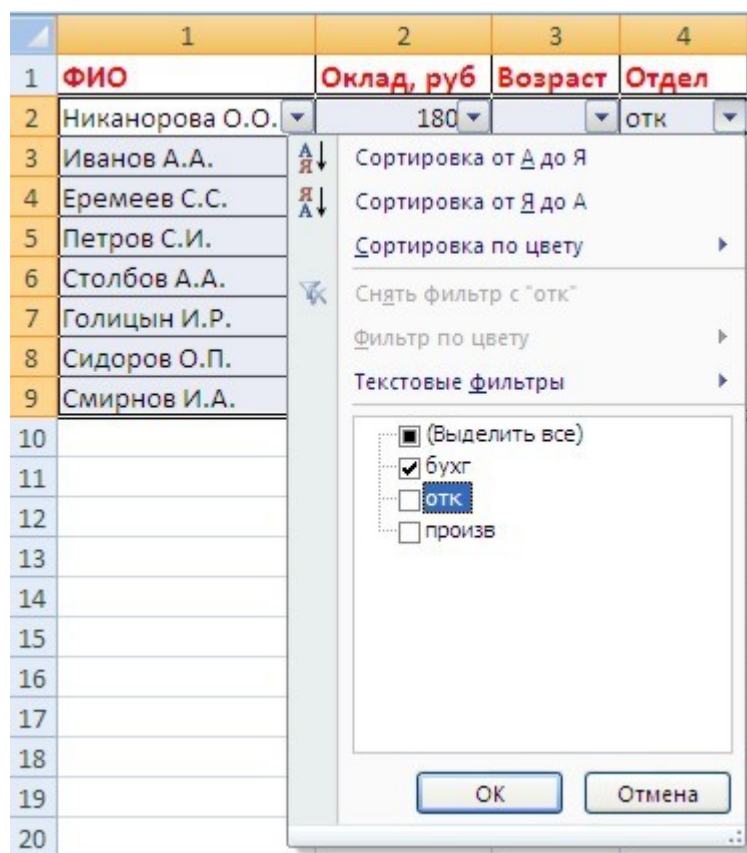 1 2 3 4
1 ФИО Оклад, руб Возраст Отдел
2 Никанорова О.О. 180 отк
3 Иванов А.А.
4 Еремеев С.С.
5 Петров С.И.
6 Столбов А.А.
7 Голицын И.Р.
8 Сидоров О.П.
9 Смирнов И.А.
10
11
12
13
14
15
16
17
18
19
20
А
Я
Сортировка от А до Я
Я
А
Сортировка от Я до А
Сортировка по цвету
Снять фильтр с "отк"
Фильтр по цвету
Текстовые фильтры
(Выделить все)
бухг
отк
произв
ОК Отмена